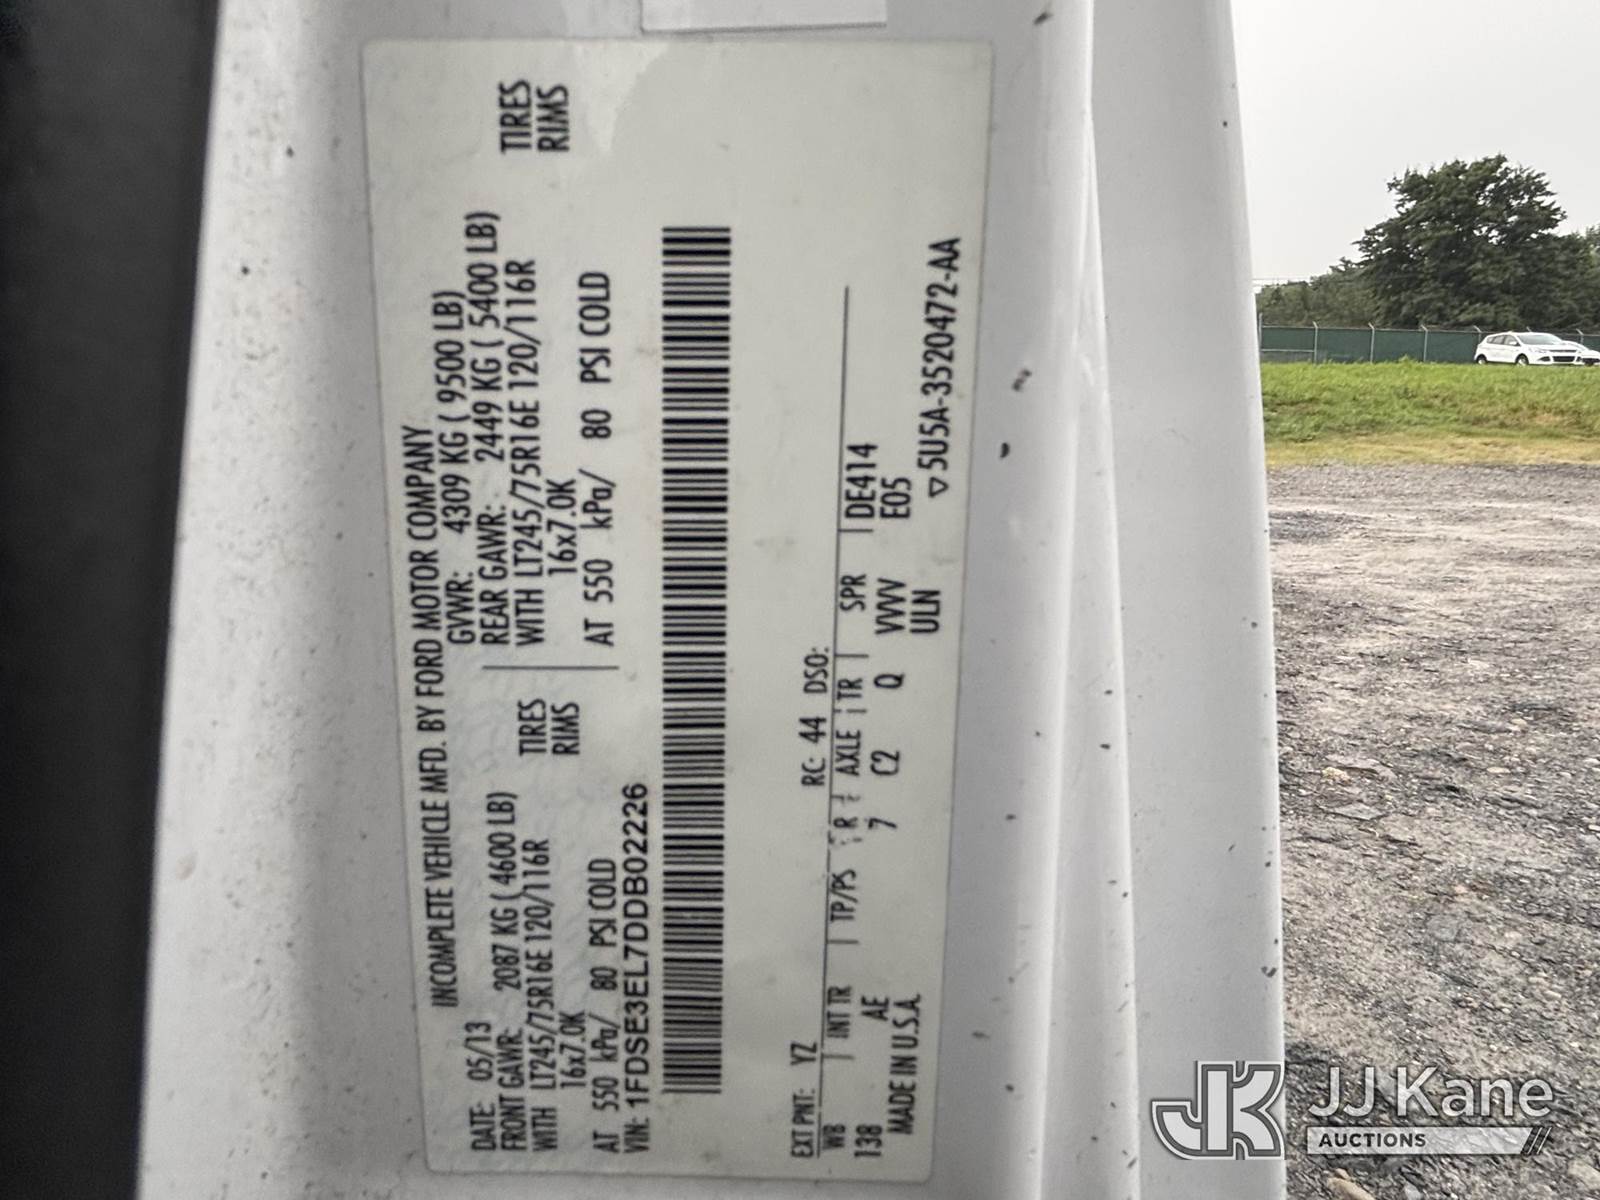 INCOMPLETE VEHICLE MFD. BY FORD MOTOR COMPANY
DATE: 05/13 GVWR: 4309 KG ( 9500 LB)
FRONT GAWR: 2087 KG ( 4600 LB) REAR GAWR: 2449 KG ( 5400 LB)
WITH LT245/75R16E 120/116R TIRES WITH LT245/75R16E 120/116R TIRES
16x7.0K RIMS 16x7.0K RIMS
AT 550 kPa/ 80 PSI COLD AT 550 kPa/ 80 PSI COLD
VIN: 1FDSE3EL7DDB02226
EXT PNT: YZ RC: 44 DSO:
WB INT TR TP/PS R AXLE TR SPR DE414
138 AE 7 C2 Q VVVV E05
MADE IN U.S.A. ULN
▽ 5U5A-3520472-AA
JK JJ Kane
AUCTIONS